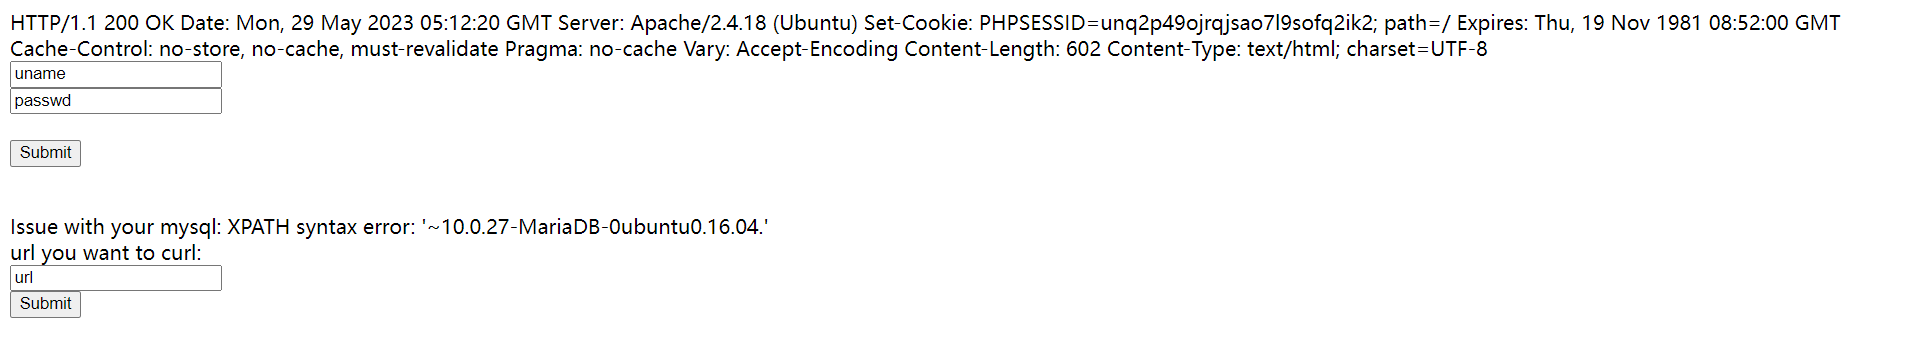 HTTP/1.1 200 OK Date: Mon, 29 May 2023 05:12:20 GMT Server: Apache/2.4.18 (Ubuntu) Set-Cookie: PHPSESSID=unq2p49ojrqjsao7l9sofq2ik2; path=/ Expires: Thu, 19 Nov 1981 08:52:00 GMT
Cache-Control: no-store, no-cache, must-revalidate Pragma: no-cache Vary: Accept-Encoding Content-Length: 602 Content-Type: text/html; charset=UTF-8
uname
passwd
Submit
Issue with your mysql: XPATH syntax error: '~10.0.27-MariaDB-0ubuntu0.16.04.'
url you want to curl:
url
Submit